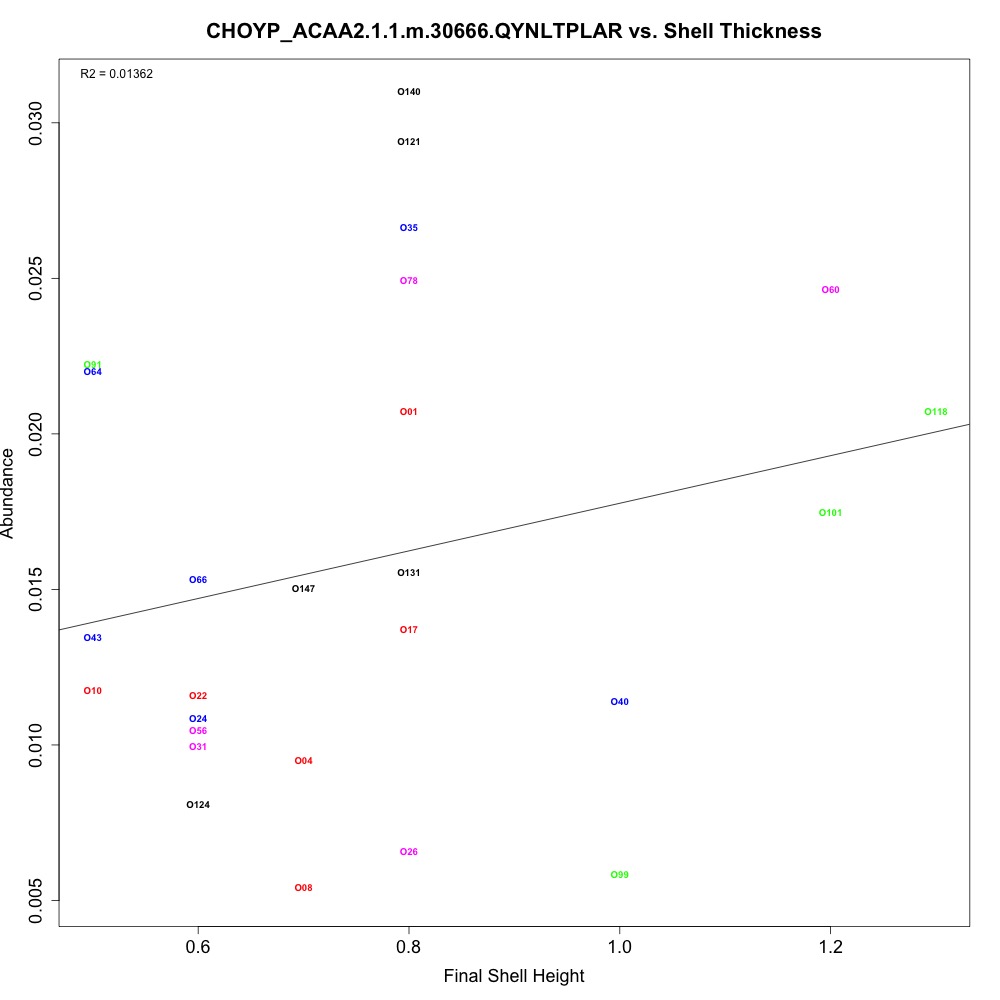 CHOYP_ACAA2.1.1.m.30666.QYNLTPLAR vs. Shell Thickness
R2 = 0.01362
O140
0.030
O121
O35
0.025
O78
O60
O91
O64
O01
O118
0.020
O101
Abundance
O131
O66
0.015
O147
O17
O43
O10
O22
O40
O24
O56
0.010
O31
O04
O124
O26
O99
O08
0.005
0.6 0.8 1.0 1.2
Final Shell Height